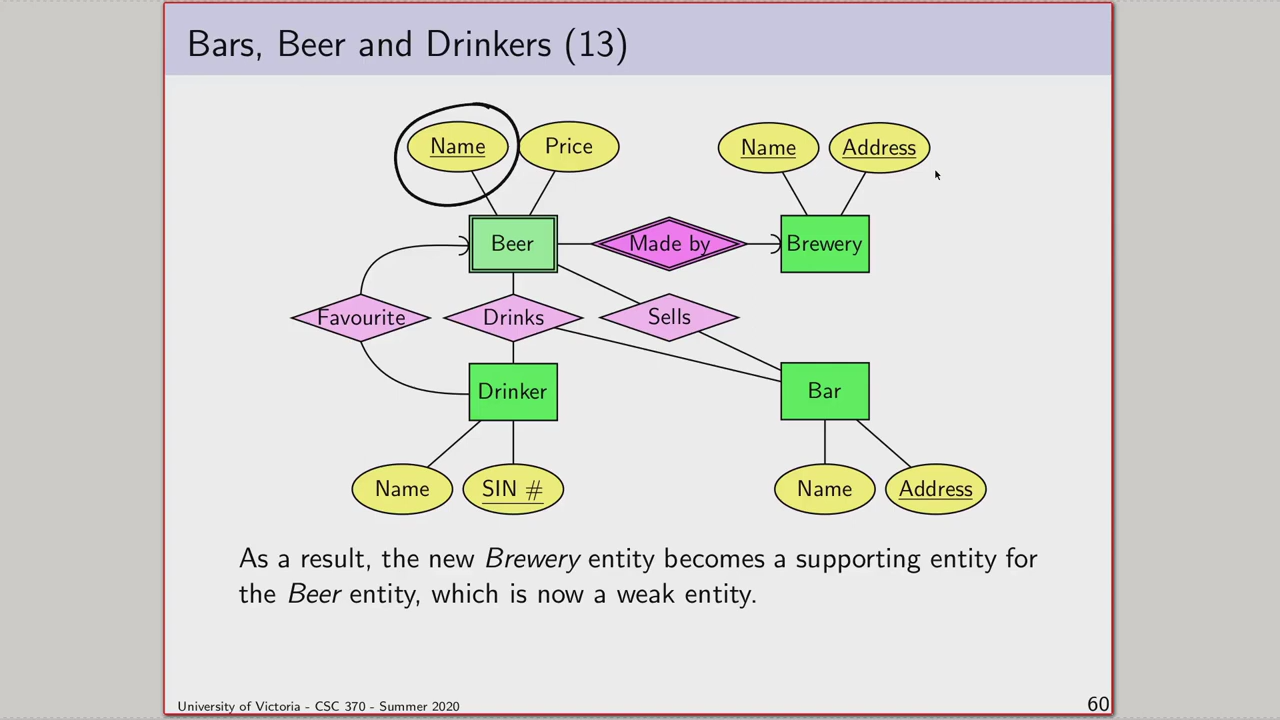 Bars, Beer and Drinkers (13)
Name Price Name Address
Beer Made by Brewery
Favourite Drinks Sells
Drinker Bar
Name SIN # Name Address
As a result, the new Brewery entity becomes a supporting entity for
the Beer entity, which is now a weak entity.
University of Victoria - CSC 370 - Summer 2020 60